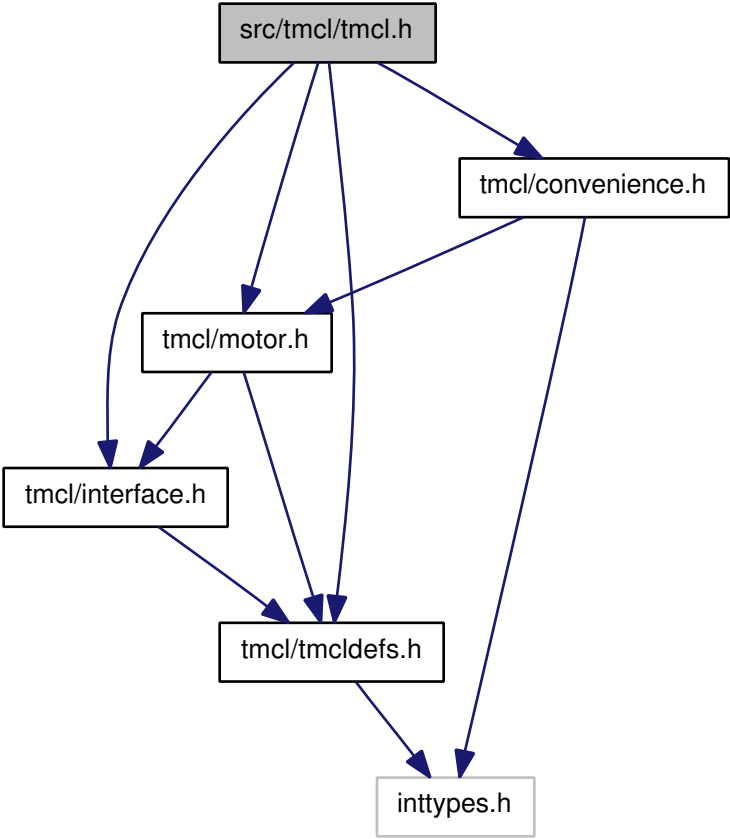 src/tmcl/tmcl.h
tmcl/convenience.h
tmcl/motor.h
tmcl/interface.h
tmcl/tmcldefs.h
inttypes.h